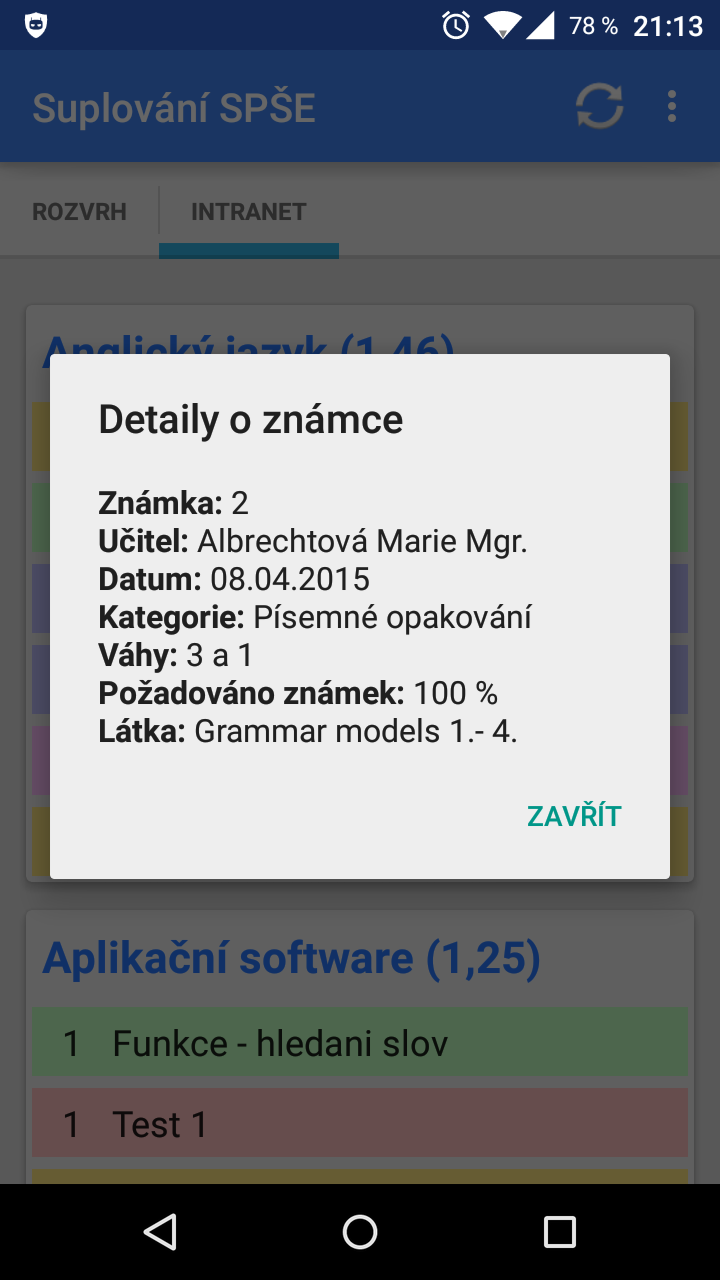 78 % 21:13
Suplování SPŠE
ROZVRH INTRANET
Anglický jazyk (1,46)
Detaily o známce
Známka: 2
Učitel: Albrechtová Marie Mgr.
Datum: 08.04.2015
Kategorie: Písemné opakování
Váhy: 3 a 1
Požadováno známek: 100 %
Látka: Grammar models 1.- 4.
ZAVŘÍT
Aplikační software (1,25)
1 Funkce - hledani slov
1 Test 1